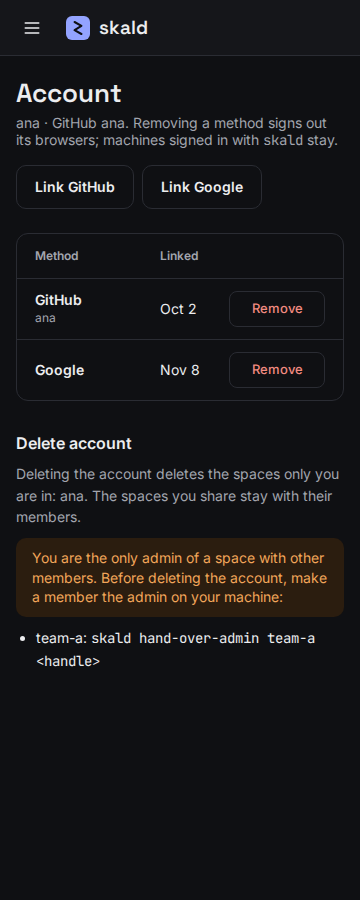 skald
Account
ana · GitHub ana. Removing a method signs out
its browsers; machines signed in with skald stay.
Link GitHub Link Google
Method Linked
GitHub
ana
Oct 2 Remove
Google Nov 8 Remove
Delete account
Deleting the account deletes the spaces only you
are in: ana. The spaces you share stay with their
members.
You are the only admin of a space with other
members. Before deleting the account, make
a member the admin on your machine:
• team-a: skald hand-over-admin team-a
<handle>